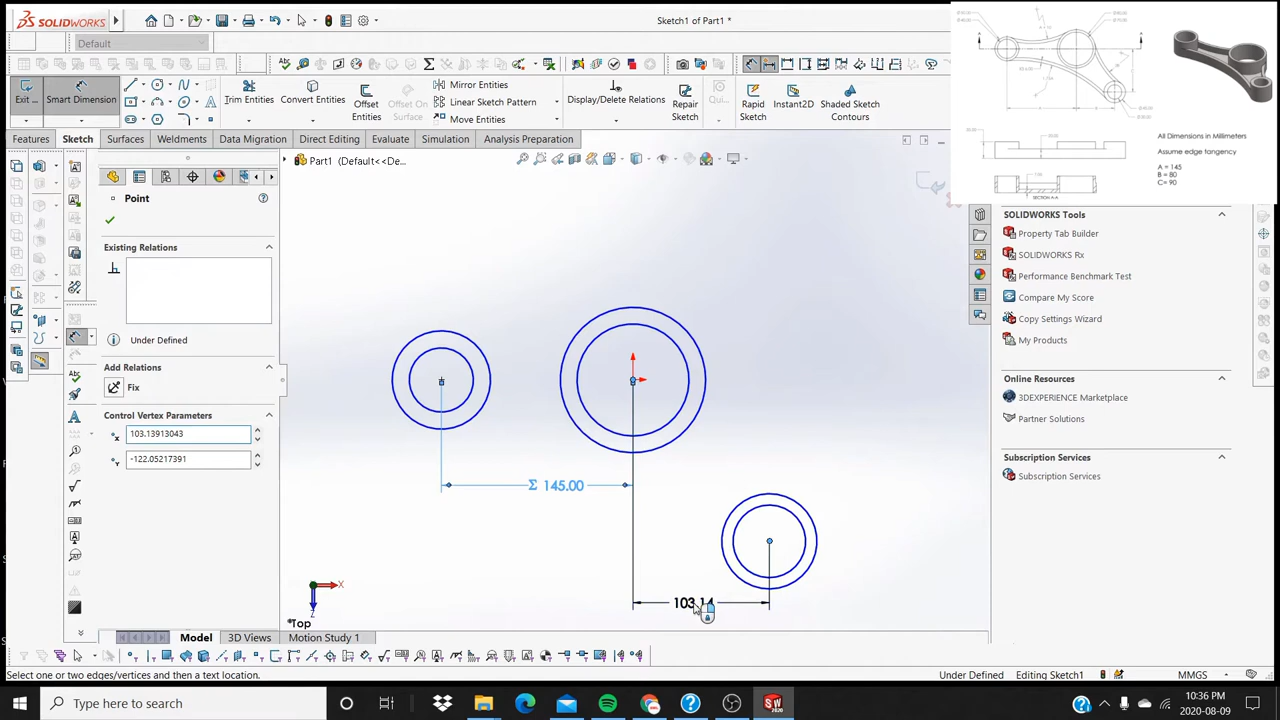 SOLIDWORKS
Sketch1 of Part1 *
Default
Exit ...
Smart Dimension
Trim Entities
Convert Entities
Offset Entities
Mirror Entities
Linear Sketch Pattern
Move Entities
Display/Delete Relations
Repair Sketch
Qui...
Rapid Sketch
Instant2D
Shaded Sketch Contours
Features
Sketch
Surfaces
Weldments
Data Migration
Direct Editing
Evaluate
Simulation
Analysis Preparation
Part1 (Default<<De...
Point
Existing Relations
Under Defined
Add Relations
Fix
Control Vertex Parameters
103.13913043
-122.05217391
Σ 145.00
103.14
X
Z
*Top
All Dimensions in Millimeters
Assume edge tangency
A = 145
B = 80
C= 90
SECTION A-A
SOLIDWORKS Tools
Property Tab Builder
SOLIDWORKS Rx
Performance Benchmark Test
Compare My Score
Copy Settings Wizard
My Products
Online Resources
3DEXPERIENCE Marketplace
Partner Solutions
Subscription Services
Subscription Services
Model
3D Views
Motion Study 1
Select one or two edges/vertices and then a text location.
Under Defined
Editing Sketch1
MMGS
Type here to search
10:36 PM
2020-08-09